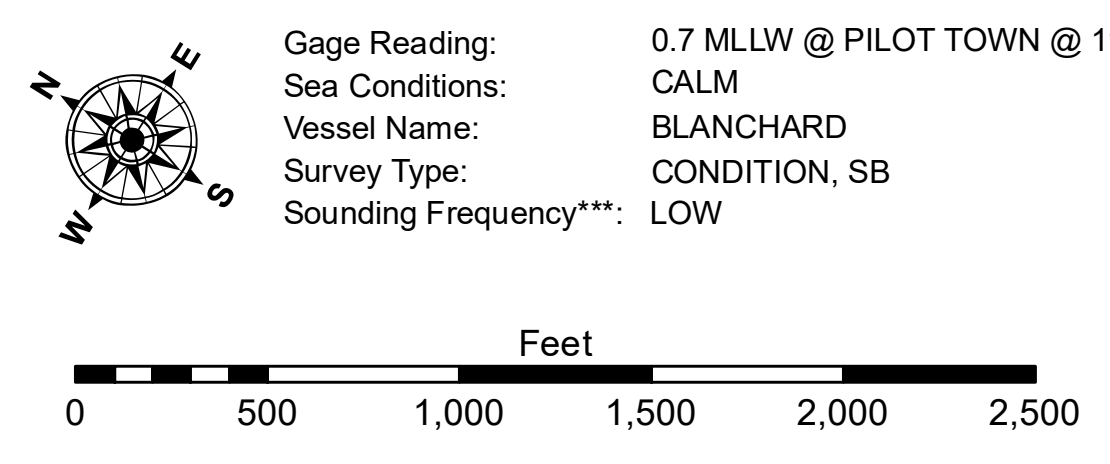 N
E
S
W
Gage Reading: 0.7 MLLW @ PILOT TOWN @ 1
Sea Conditions: CALM
Vessel Name: BLANCHARD
Survey Type: CONDITION, SB
Sounding Frequency***: LOW
Feet
0 500 1,000 1,500 2,000 2,500